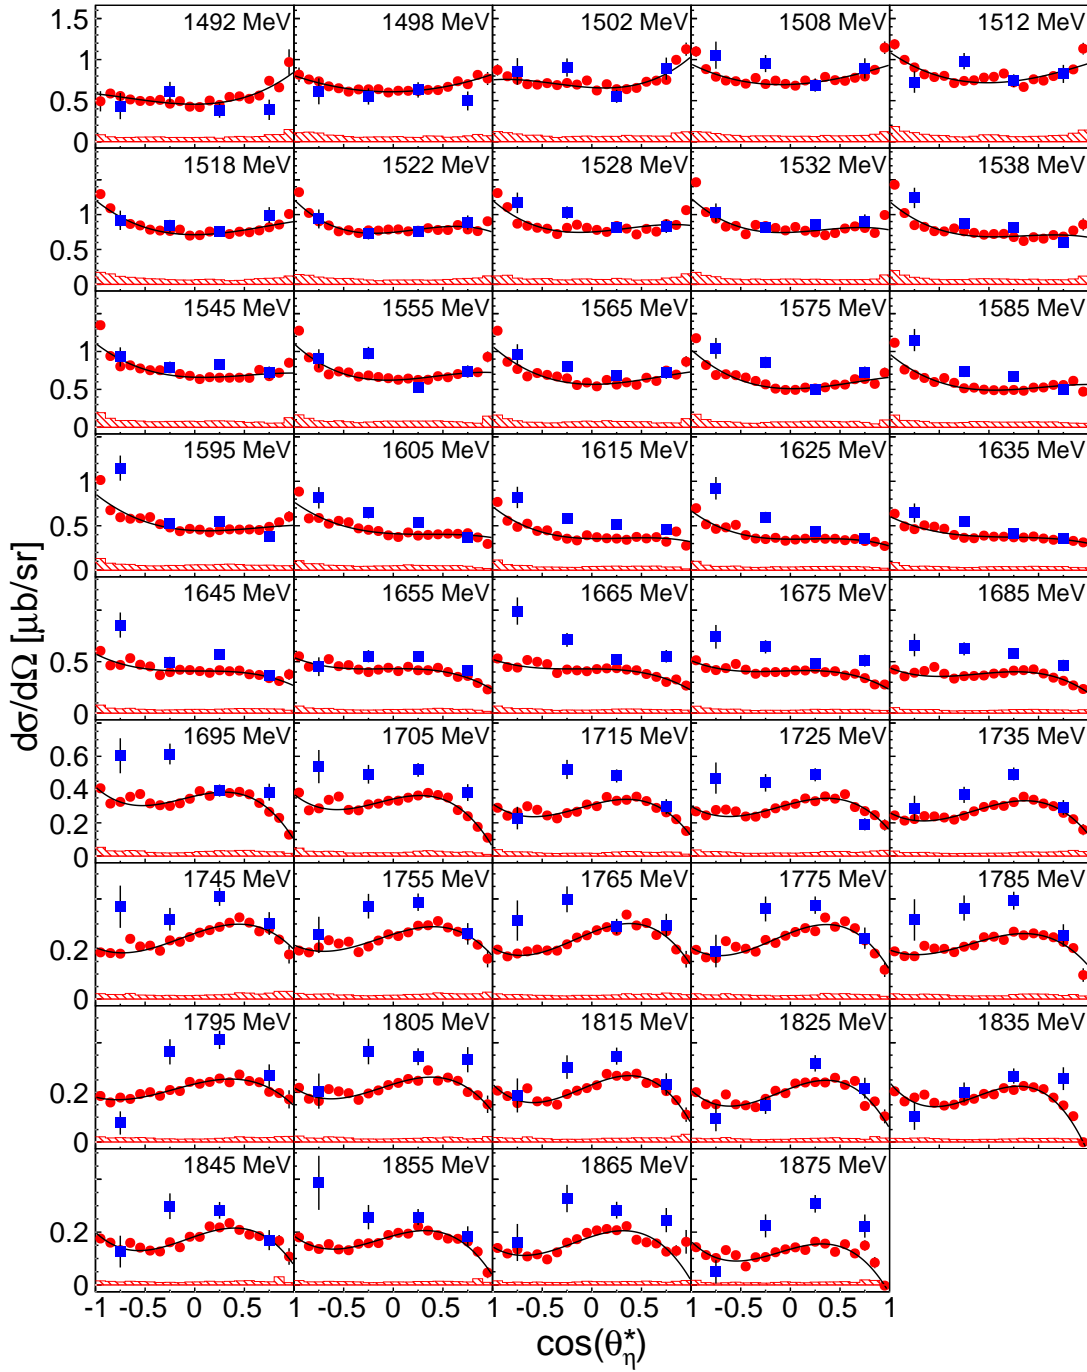 1.5
1
0.5
0
1492 MeV
1498 MeV
1502 MeV
1508 MeV
1512 MeV
1
0.5
0
1518 MeV
1522 MeV
1528 MeV
1532 MeV
1538 MeV
1
0.5
0
1545 MeV
1555 MeV
1565 MeV
1575 MeV
1585 MeV
1
0.5
0
1595 MeV
1605 MeV
1615 MeV
1625 MeV
1635 MeV
0.5
0
1645 MeV
1655 MeV
1665 MeV
1675 MeV
1685 MeV
dσ/dΩ [μb/sr]
0.6
0.4
0.2
0
1695 MeV
1705 MeV
1715 MeV
1725 MeV
1735 MeV
0.2
0
1745 MeV
1755 MeV
1765 MeV
1775 MeV
1785 MeV
0.2
0
1795 MeV
1805 MeV
1815 MeV
1825 MeV
1835 MeV
0.2
0
1845 MeV
1855 MeV
1865 MeV
1875 MeV
-1 -0.5 0 0.5 1 -0.5 0 0.5 1 -0.5 0 0.5 1 -0.5 0 0.5 1 -0.5 0 0.5 1
cos(θ*η)